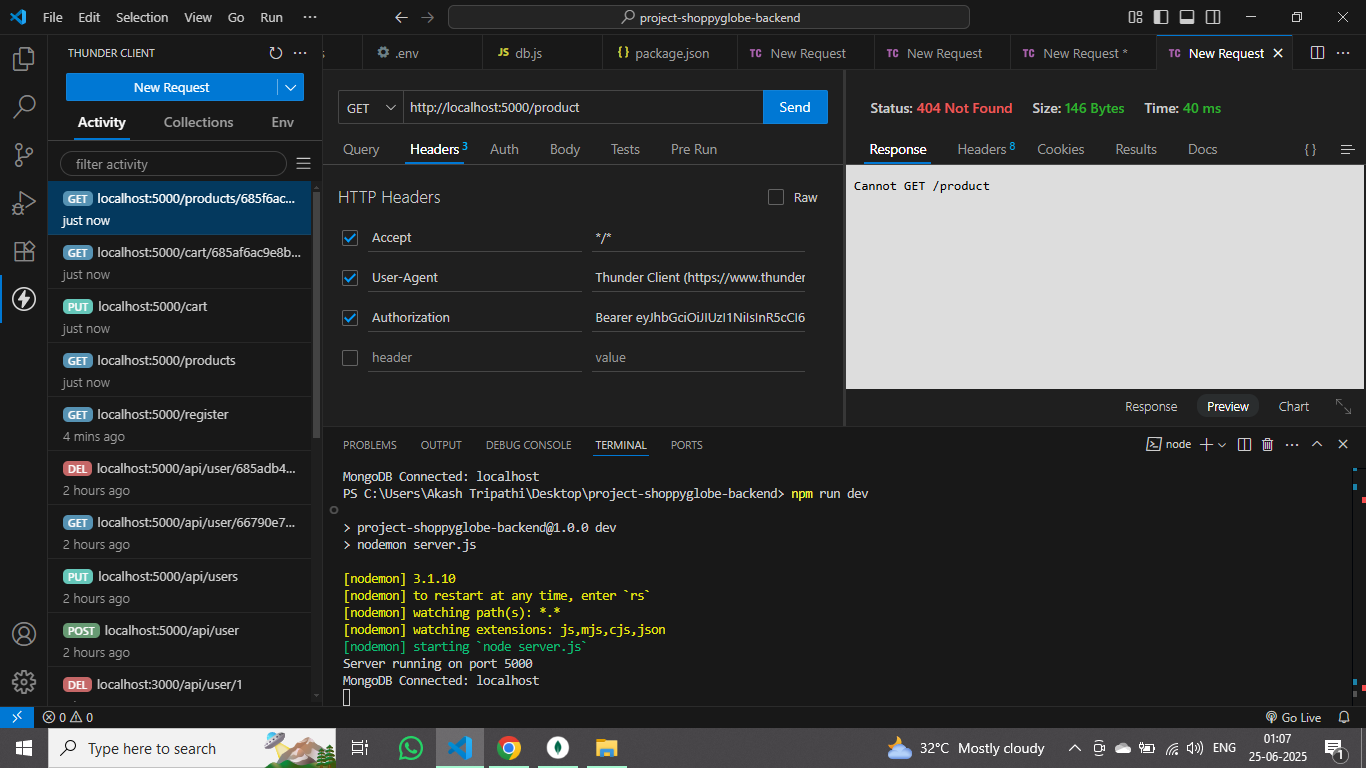 File Edit Selection View Go Run ···
project-shoppyglobe-backend
THUNDER CLIENT
New Request
Activity Collections Env
filter activity
GET localhost:5000/products/685f6ac...
just now
GET localhost:5000/cart/685af6ac9e8b...
just now
PUT localhost:5000/cart
just now
GET localhost:5000/products
just now
GET localhost:5000/register
4 mins ago
DEL localhost:5000/api/user/685adb4...
2 hours ago
GET localhost:5000/api/user/66790e7...
2 hours ago
PUT localhost:5000/api/users
2 hours ago
POST localhost:5000/api/user
2 hours ago
DEL localhost:3000/api/user/1
.env JS db.js {} package.json TC New Request TC New Request TC New Request * TC New Request
GET http://localhost:5000/product Send
Query Headers 3 Auth Body Tests Pre Run
HTTP Headers Raw
Accept */*
User-Agent Thunder Client (https://www.thunder
Authorization Bearer eyJhbGciOiJIUzI1NiIsInR5cCI6
header value
Status: 404 Not Found Size: 146 Bytes Time: 40 ms
Response Headers 8 Cookies Results Docs {}
Cannot GET /product
Response Preview Chart
PROBLEMS OUTPUT DEBUG CONSOLE TERMINAL PORTS node
MongoDB Connected: localhost
PS C:\Users\Akash Tripathi\Desktop\project-shoppyglobe-backend> npm run dev
> project-shoppyglobe-backend@1.0.0 dev
> nodemon server.js
[nodemon] 3.1.10
[nodemon] to restart at any time, enter `rs`
[nodemon] watching path(s): *.*
[nodemon] watching extensions: js,mjs,cjs,json
[nodemon] starting `node server.js`
Server running on port 5000
MongoDB Connected: localhost
0 0 Go Live
Type here to search 32°C Mostly cloudy ENG 01:07
25-06-2025 1